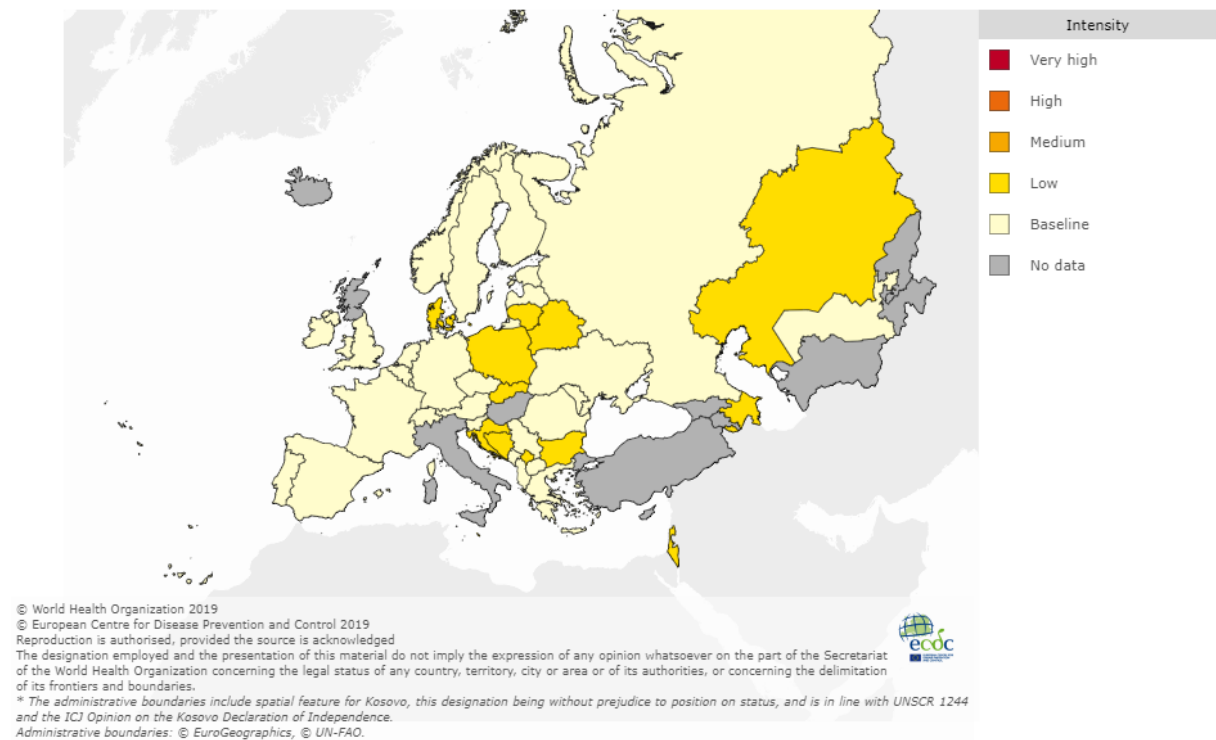 Intensity
Very high
High
Medium
Low
Baseline
No data
© World Health Organization 2019
© European Centre for Disease Prevention and Control 2019
Reproduction is authorised, provided the source is acknowledged
The designation employed and the presentation of this material do not imply the expression of any opinion whatsoever on the part of the Secretariat
of the World Health Organization concerning the legal status of any country, territory, city or area or of its authorities, or concerning the delimitation
of its frontiers and boundaries.
* The administrative boundaries include spatial feature for Kosovo, this designation being without prejudice to position on status, and is in line with UNSCR 1244
and the ICJ Opinion on the Kosovo Declaration of Independence.
Administrative boundaries: © EuroGeographics, © UN-FAO.
ecdc